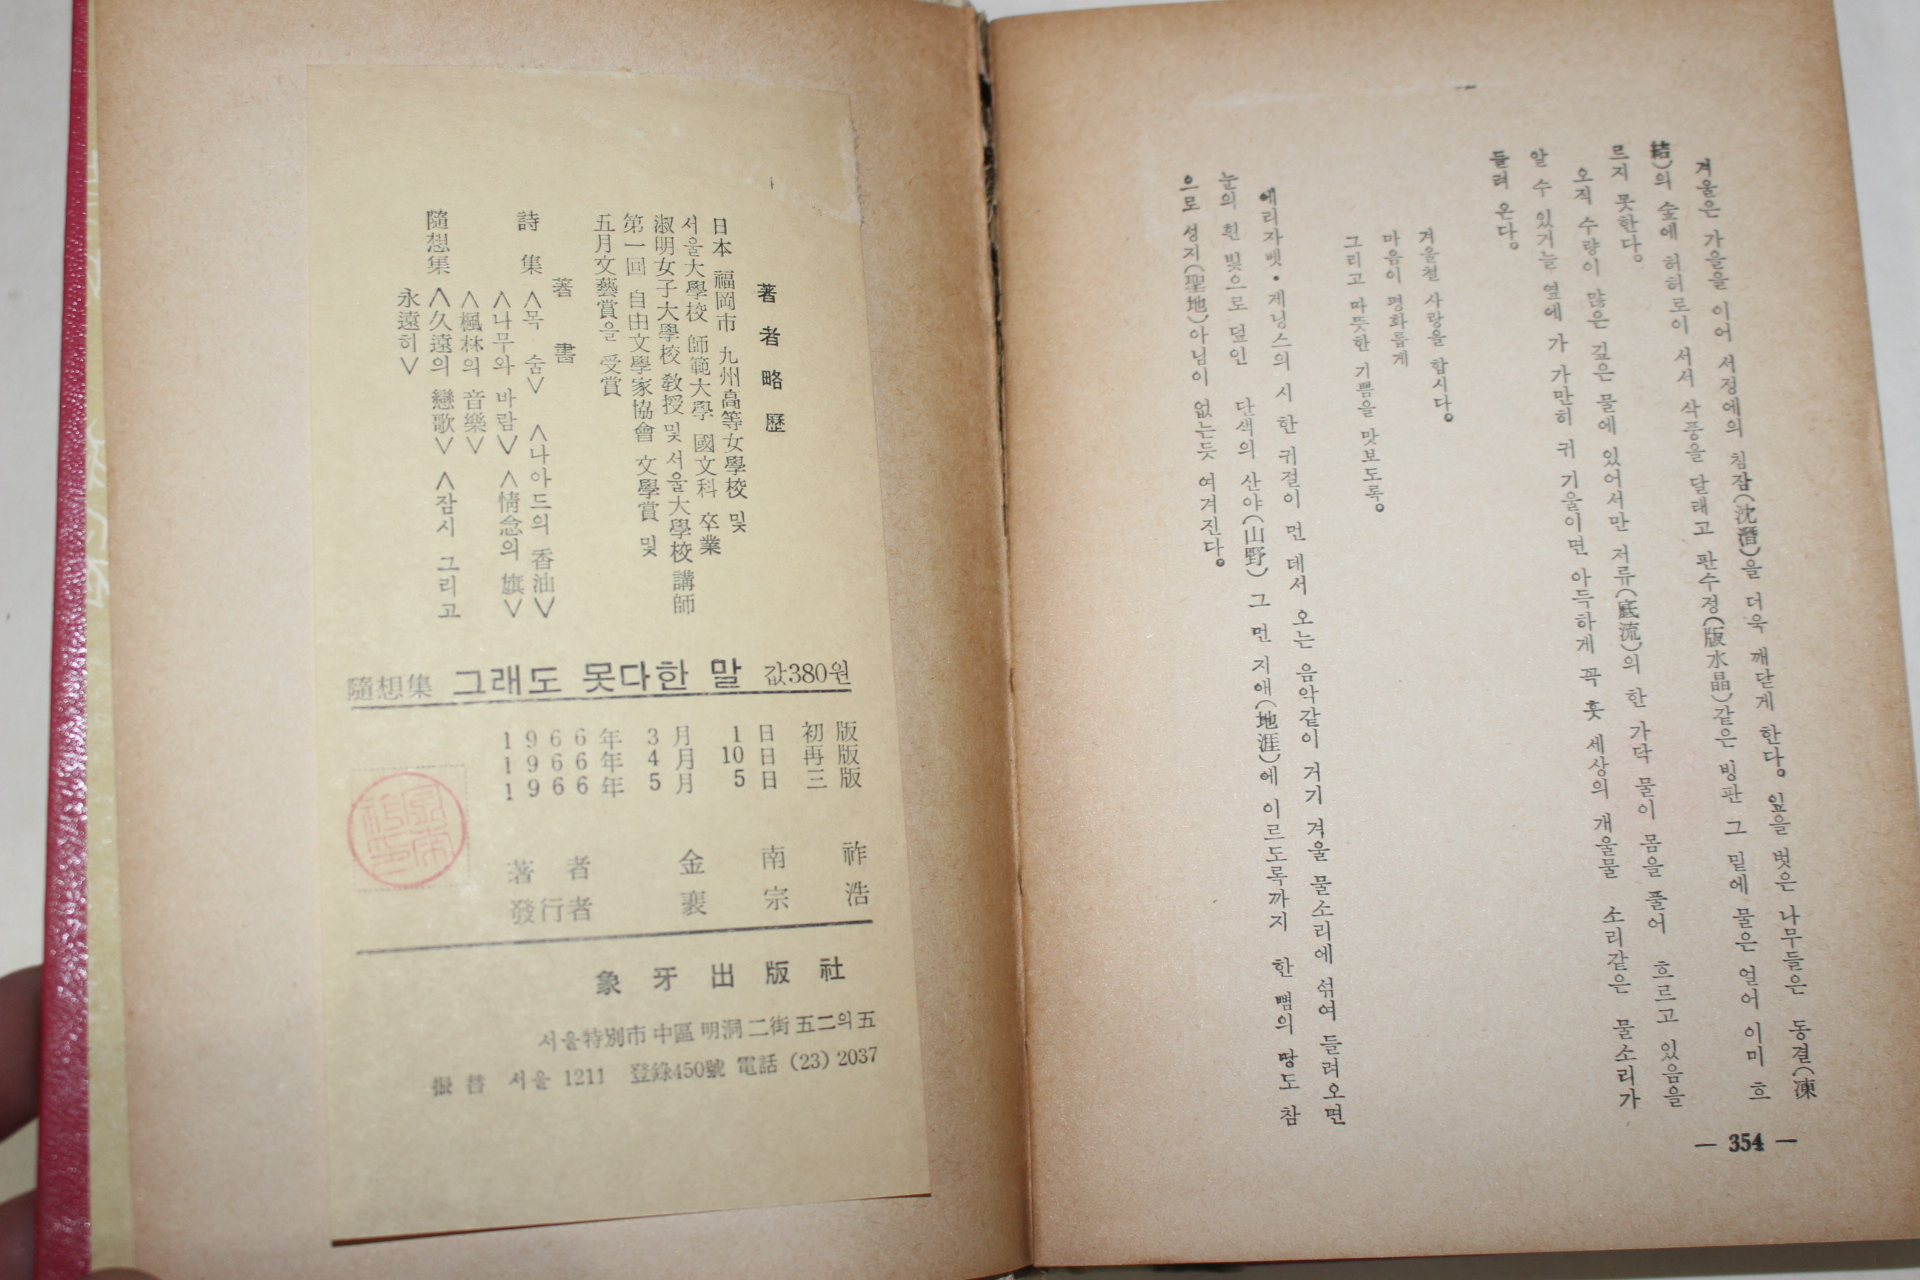 겨울은 가을을 이어 서정에의 침잠(沈潛)을 더욱 깨닫게 한다。 잎을 벗은 나무들은 동결(凍
結)의 숲에 허허로이 서서 삭풍을 달래고 판수정(版水晶)같은 빙판 그 밑에 물은 얼어 이미 흐
르지 못한다。
오직 수량이 많은 깊은 물에 있어서만 저류(底流)의 한 가닥 물이 몸을 풀어 흐르고 있음을
알 수 있거늘 옆에 가 가만히 귀 기울이면 아득하게 꼭 훗 세상의 개울물 소리같은 물소리가
들려 온다。
겨울철 사랑을 합시다。
마음이 평화롭게
그리고 따뜻한 기쁨을 맛보도록。
에리자벳·게닝스의 시 한 귀절이 먼 데서 오는 음악같이 거기 겨울 물소리에 섞여 들려오면
눈의 흰 빛으로 덮인 단색의 산야(山野) 그 먼 지애(地涯)에 이르도록까지 한 뼘의 땅도 참
으로 성지(聖地)아님이 없는듯 여겨진다。
— 354 —
著者略歷
日本 福岡市 九州高等女學校 및
서울大學校 師範大學 國文科 卒業
淑明女子大學校 敎授 및 서울大學校 講師
第一回 自由文學家協會 文學賞 및
五月文藝賞을 受賞
著書
詩集 <목숨> <나아드의 香油>
<나무와 바람> <情念의 旗>
<楓林의 音樂>
隨想集 <久遠의 戀歌> <잠시 그리고
永遠히>
隨想集 그래도 못다한 말 값380원
1966年 3月 1日 初版
1966年 4月 10日 再版
1966年 5月 5日 三版
著者 金南祚
發行者 裵宗浩
象牙出版社
서울特別市 中區 明洞 二街 五二의 五
振替 서울 1211 登錄450號 電話 (23) 2037